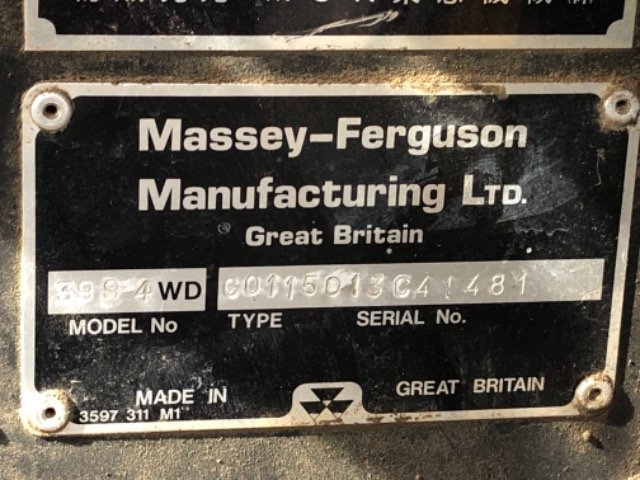 Massey-Ferguson
Manufacturing LTD.
Great Britain
398 4WD C0115013C41481
MODEL No TYPE SERIAL No.
MADE IN GREAT BRITAIN
3597 311 M1